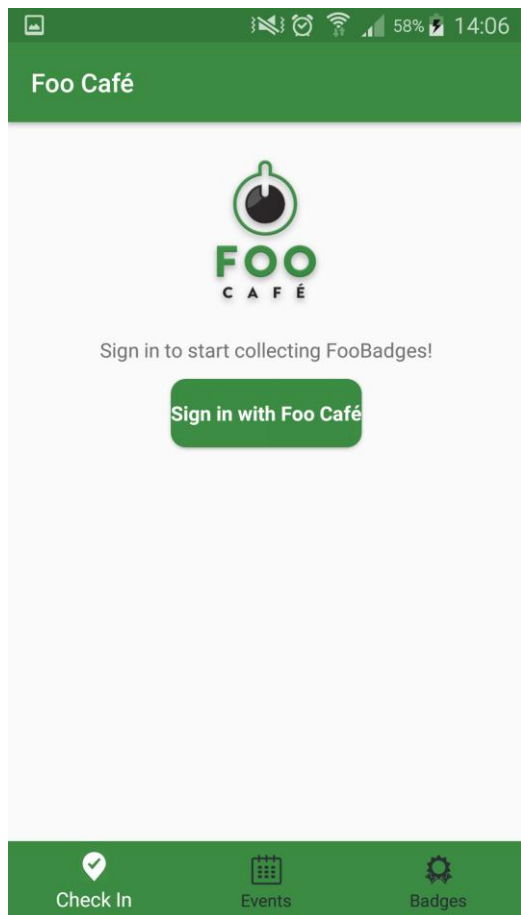 58% 14:06
Foo Café
FOO
CAFÉ
Sign in to start collecting FooBadges!
Sign in with Foo Café
Check In Events Badges